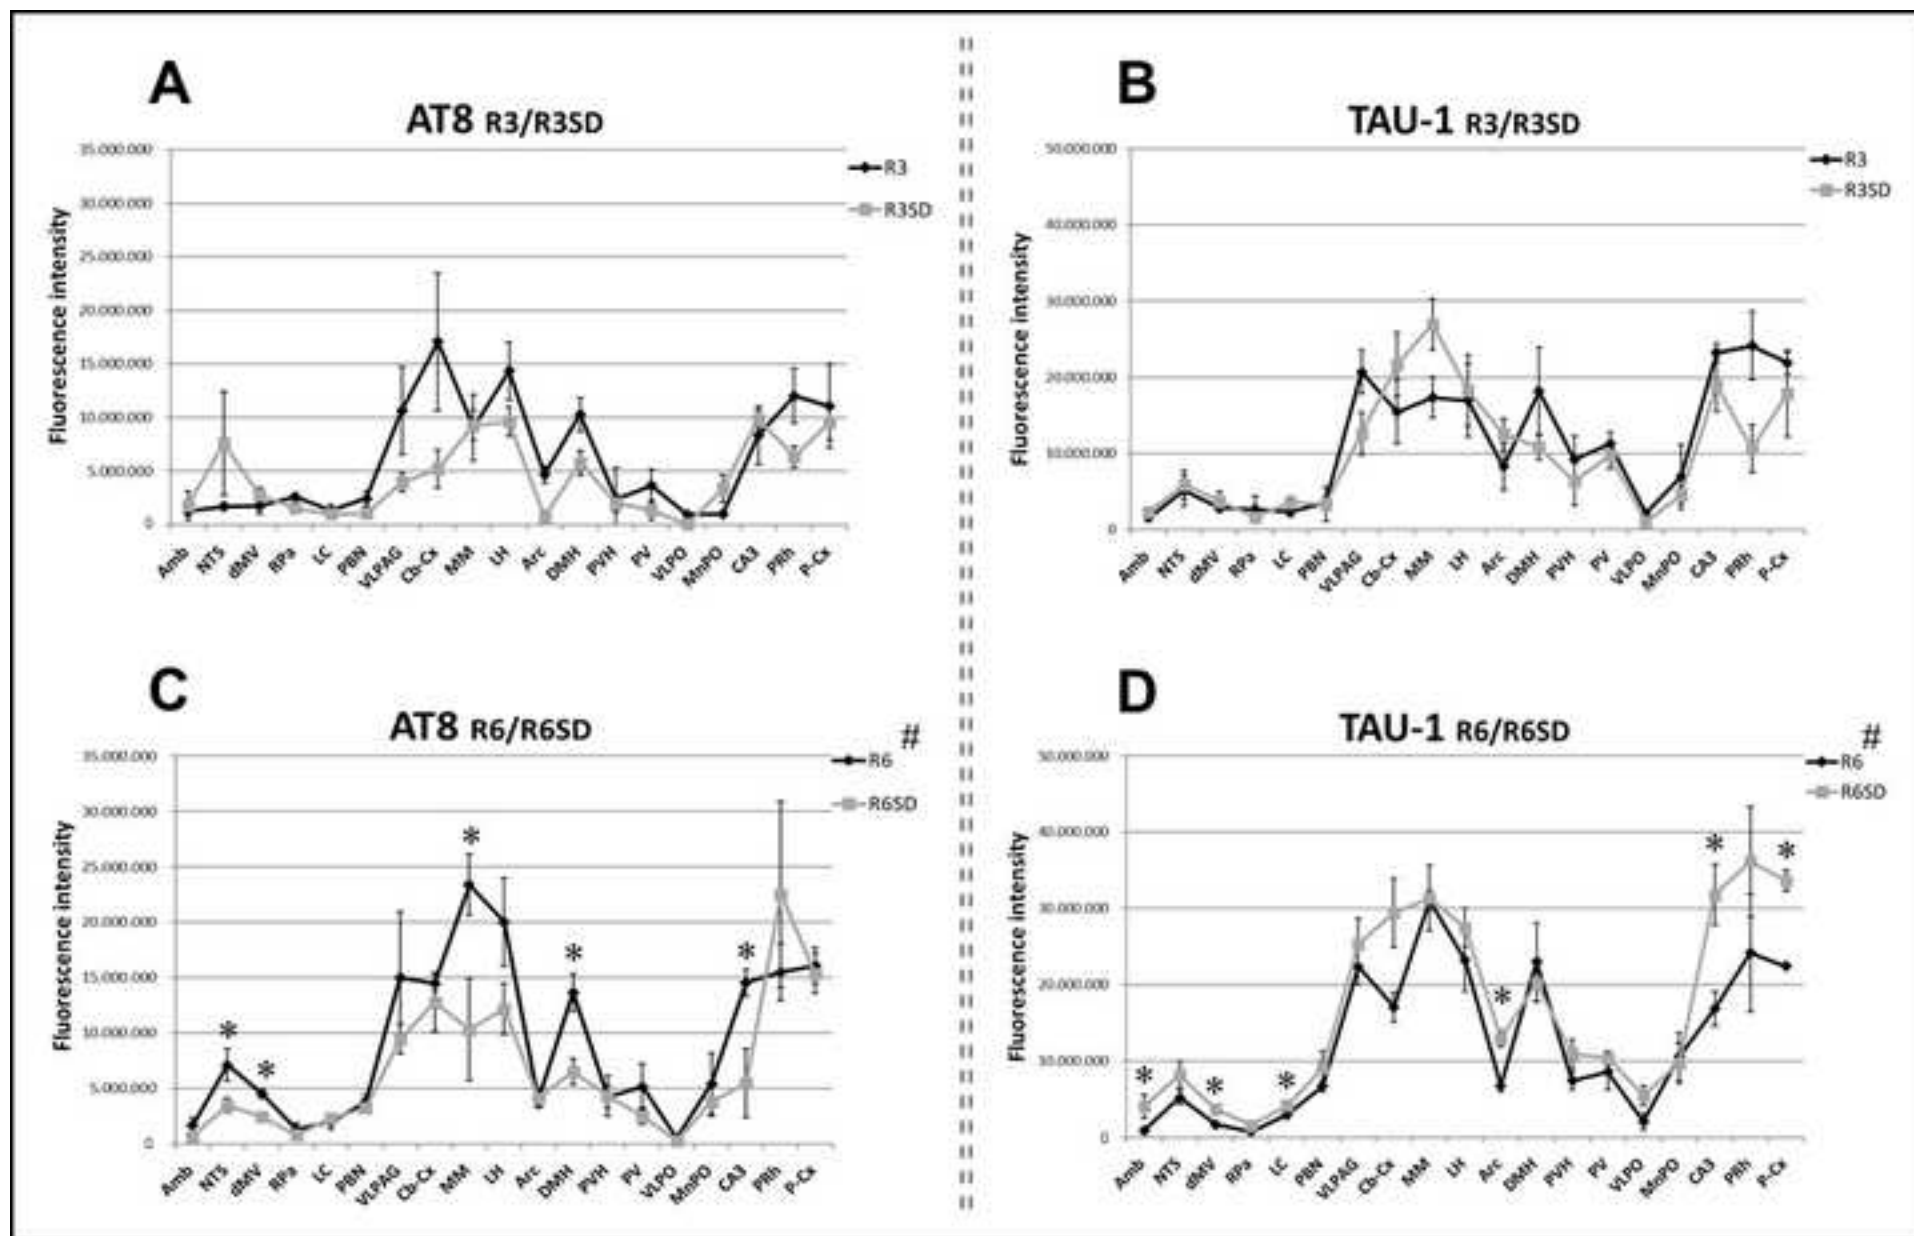 A
AT8 R3/R3SD
Fluorescence intensity
35.000.000
30.000.000
25.000.000
20.000.000
15.000.000
10.000.000
5.000.000
0
R3
R3SD
Amb NTS dMV RPa LC PBN VLPAG Cb-Cx MM LH Arc DMH PVH PV VLPO MnPO CA3 PRh P-Cx
B
TAU-1 R3/R3SD
Fluorescence intensity
50.000.000
40.000.000
30.000.000
20.000.000
10.000.000
0
R3
R3SD
Amb NTS dMV RPa LC PBN VLPAG Cb-Cx MM LH Arc DMH PVH PV VLPO MnPO CA3 PRh P-Cx
C
AT8 R6/R6SD
#
Fluorescence intensity
35.000.000
30.000.000
25.000.000
20.000.000
15.000.000
10.000.000
5.000.000
0
R6
R6SD
* * * * *
Amb NTS dMV RPa LC PBN VLPAG Cb-Cx MM LH Arc DMH PVH PV VLPO MnPO CA3 PRh P-Cx
D
TAU-1 R6/R6SD
#
Fluorescence intensity
50.000.000
40.000.000
30.000.000
20.000.000
10.000.000
0
R6
R6SD
* * * * * *
Amb NTS dMV RPa LC PBN VLPAG Cb-Cx MM LH Arc DMH PVH PV VLPO MnPO CA3 PRh P-Cx